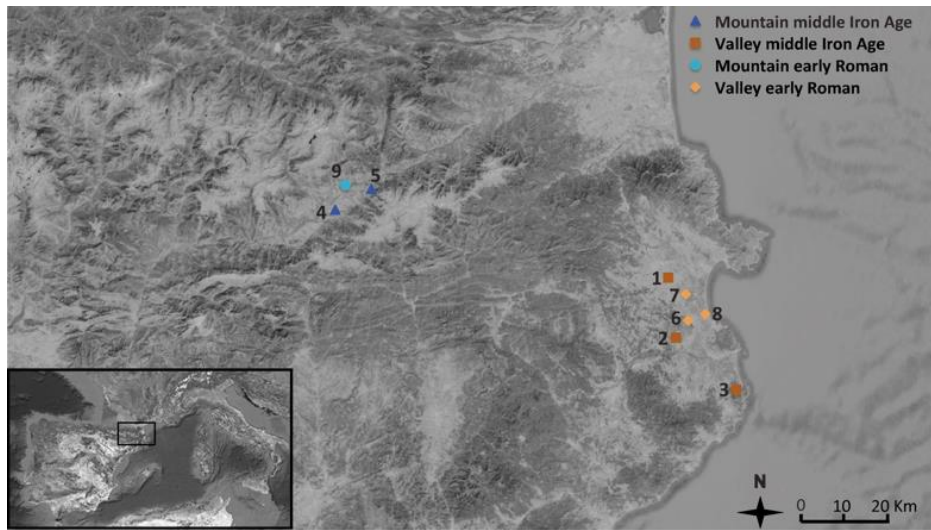 Mountain middle Iron Age
Valley middle Iron Age
Mountain early Roman
Valley early Roman
9
5
4
1
7
8
6
2
3
N
0 10 20 Km